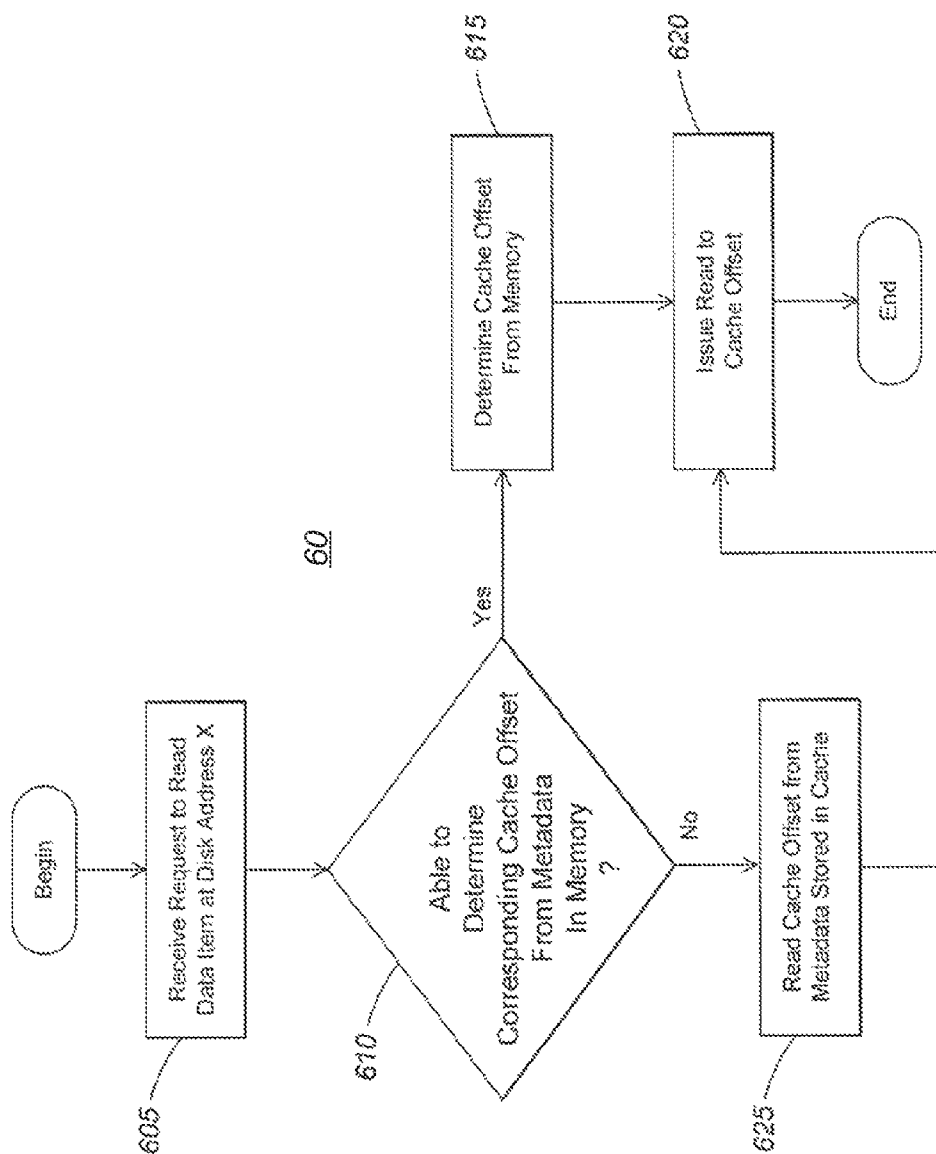 60
Begin
605
Receive Request to Read
Data Item at Disk Address X
610
Able to
Determine
Corresponding Cache Offset
From Metadata
In Memory
?
Yes
615
Determine Cache Offset
From Memory
620
Issue Read to
Cache Offset
End
No
625
Read Cache Offset from
Metadata Stored in Cache